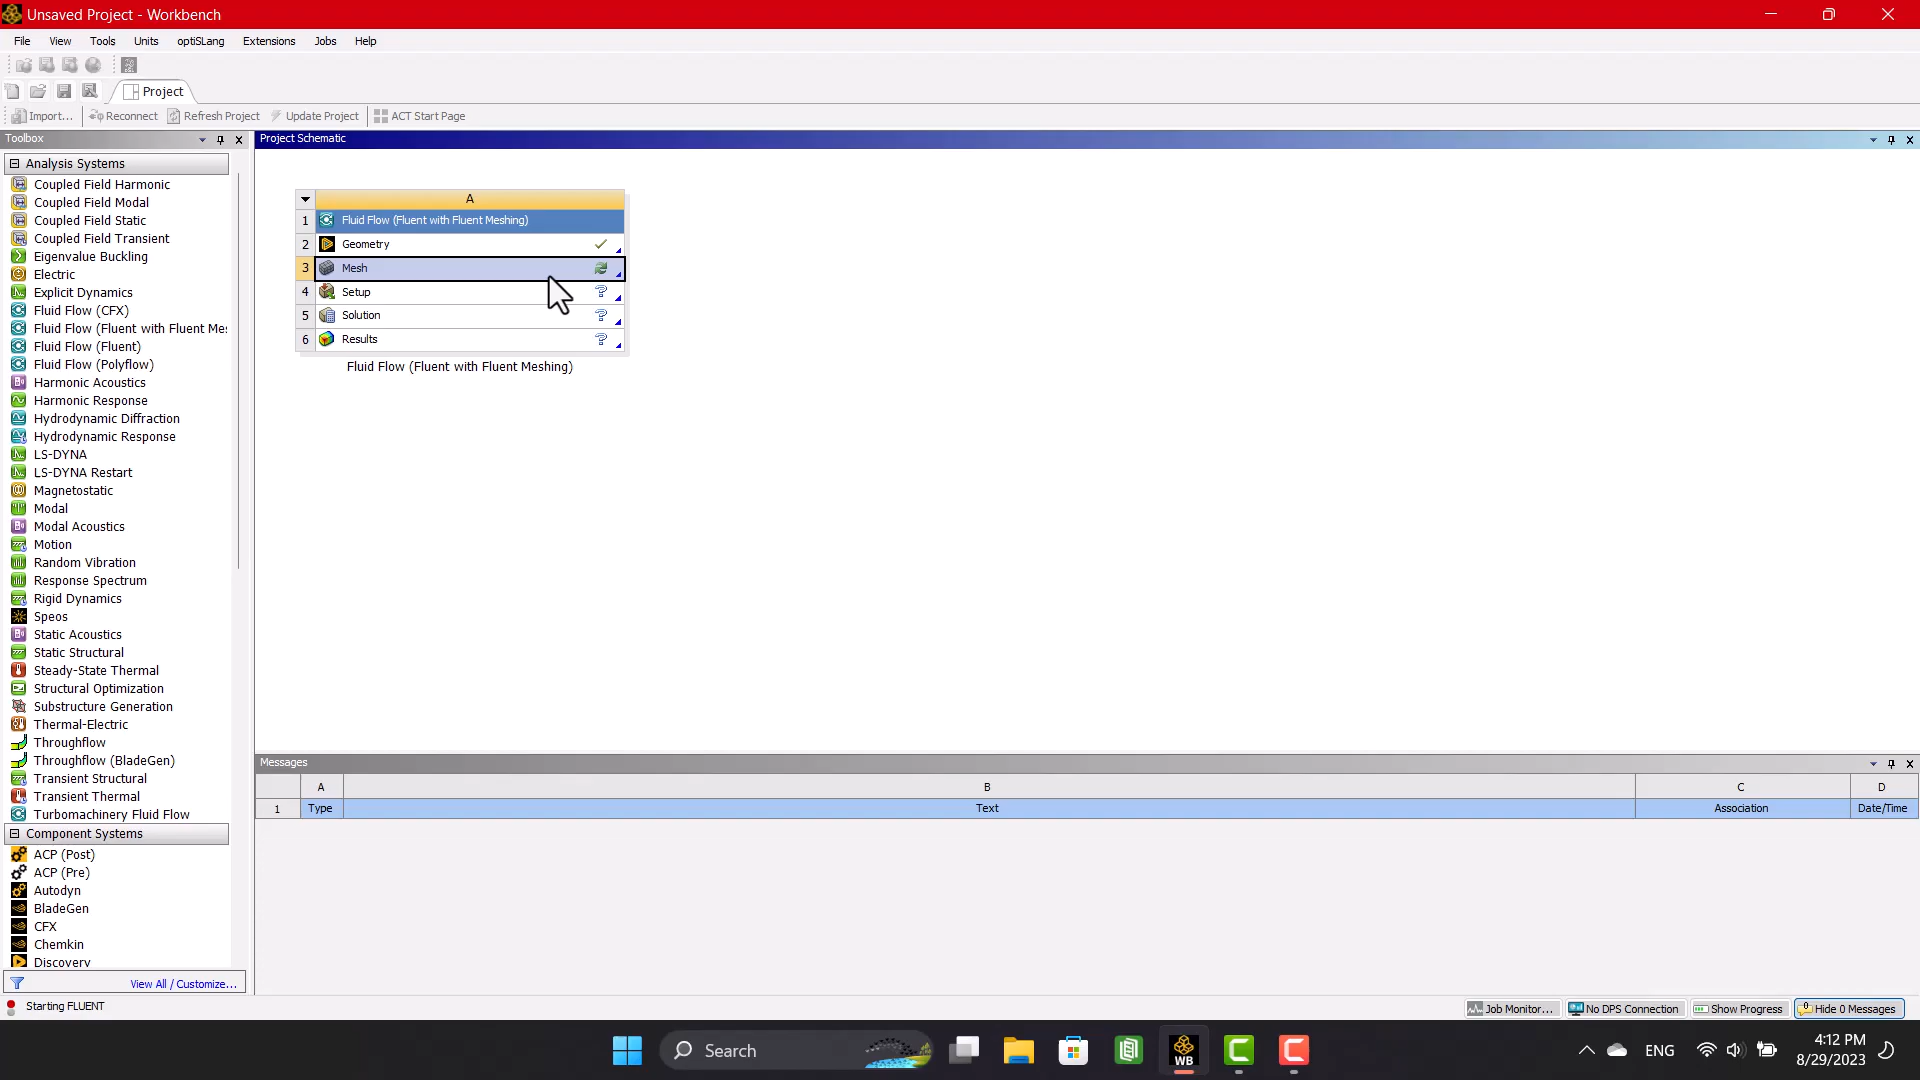 Unsaved Project - Workbench
File View Tools Units optiSLang Extensions Jobs Help
Project
Import... Reconnect Refresh Project Update Project ACT Start Page
Toolbox
Analysis Systems
Coupled Field Harmonic
Coupled Field Modal
Coupled Field Static
Coupled Field Transient
Eigenvalue Buckling
Electric
Explicit Dynamics
Fluid Flow (CFX)
Fluid Flow (Fluent with Fluent Me
Fluid Flow (Fluent)
Fluid Flow (Polyflow)
Harmonic Acoustics
Harmonic Response
Hydrodynamic Diffraction
Hydrodynamic Response
LS-DYNA
LS-DYNA Restart
Magnetostatic
Modal
Modal Acoustics
Motion
Random Vibration
Response Spectrum
Rigid Dynamics
Speos
Static Acoustics
Static Structural
Steady-State Thermal
Structural Optimization
Substructure Generation
Thermal-Electric
Throughflow
Throughflow (BladeGen)
Transient Structural
Transient Thermal
Turbomachinery Fluid Flow
Component Systems
ACP (Post)
ACP (Pre)
Autodyn
BladeGen
CFX
Chemkin
Discovery
View All / Customize...
Project Schematic
A
1 Fluid Flow (Fluent with Fluent Meshing)
2 Geometry
3 Mesh
4 Setup ?
5 Solution ?
6 Results ?
Fluid Flow (Fluent with Fluent Meshing)
Messages
A B C D
1 Type Text Association Date/Time
Starting FLUENT
Job Monitor... No DPS Connection Show Progress 0 Hide 0 Messages
Search
WB
ENG
4:12 PM
8/29/2023